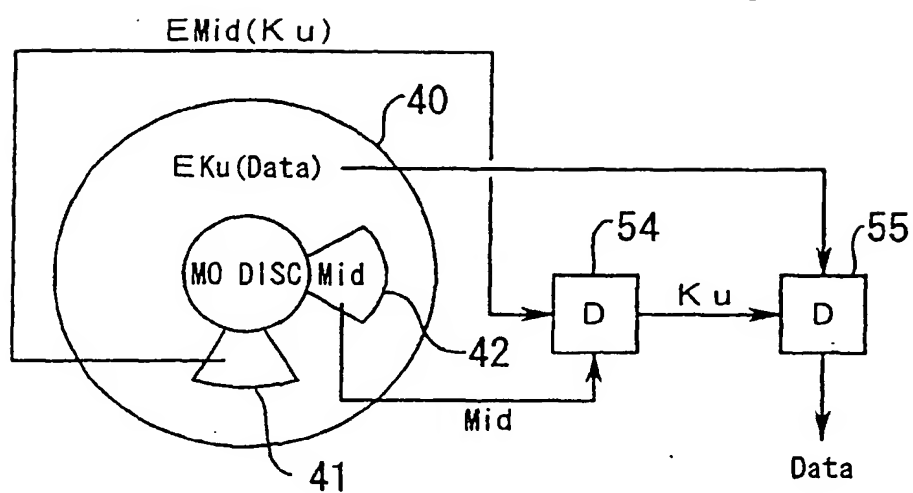 EMid(Ku)
40
EKu(Data)
54
55
MO DISC
Mid
D
Ku
D
42
Mid
41
Data